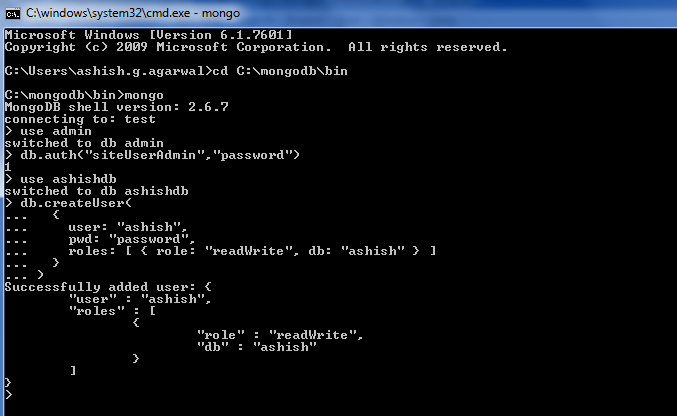 C:\windows\system32\cmd.exe - mongo
Microsoft Windows [Version 6.1.7601]
Copyright (c) 2009 Microsoft Corporation.  All rights reserved.
C:\Users\ashish.g.agarwal>cd C:\mongodb\bin
C:\mongodb\bin>mongo
MongoDB shell version: 2.6.7
connecting to: test
> use admin
switched to db admin
> db.auth("siteUserAdmin","password")
1
> use ashishdb
switched to db ashishdb
> db.createUser(
...   {
...     user: "ashish",
...     pwd: "password",
...     roles: [ { role: "readWrite", db: "ashish" } ]
...   }
... )
Successfully added user: {
        "user" : "ashish",
        "roles" : [
                {
                        "role" : "readWrite",
                        "db" : "ashish"
                }
        ]
}
>